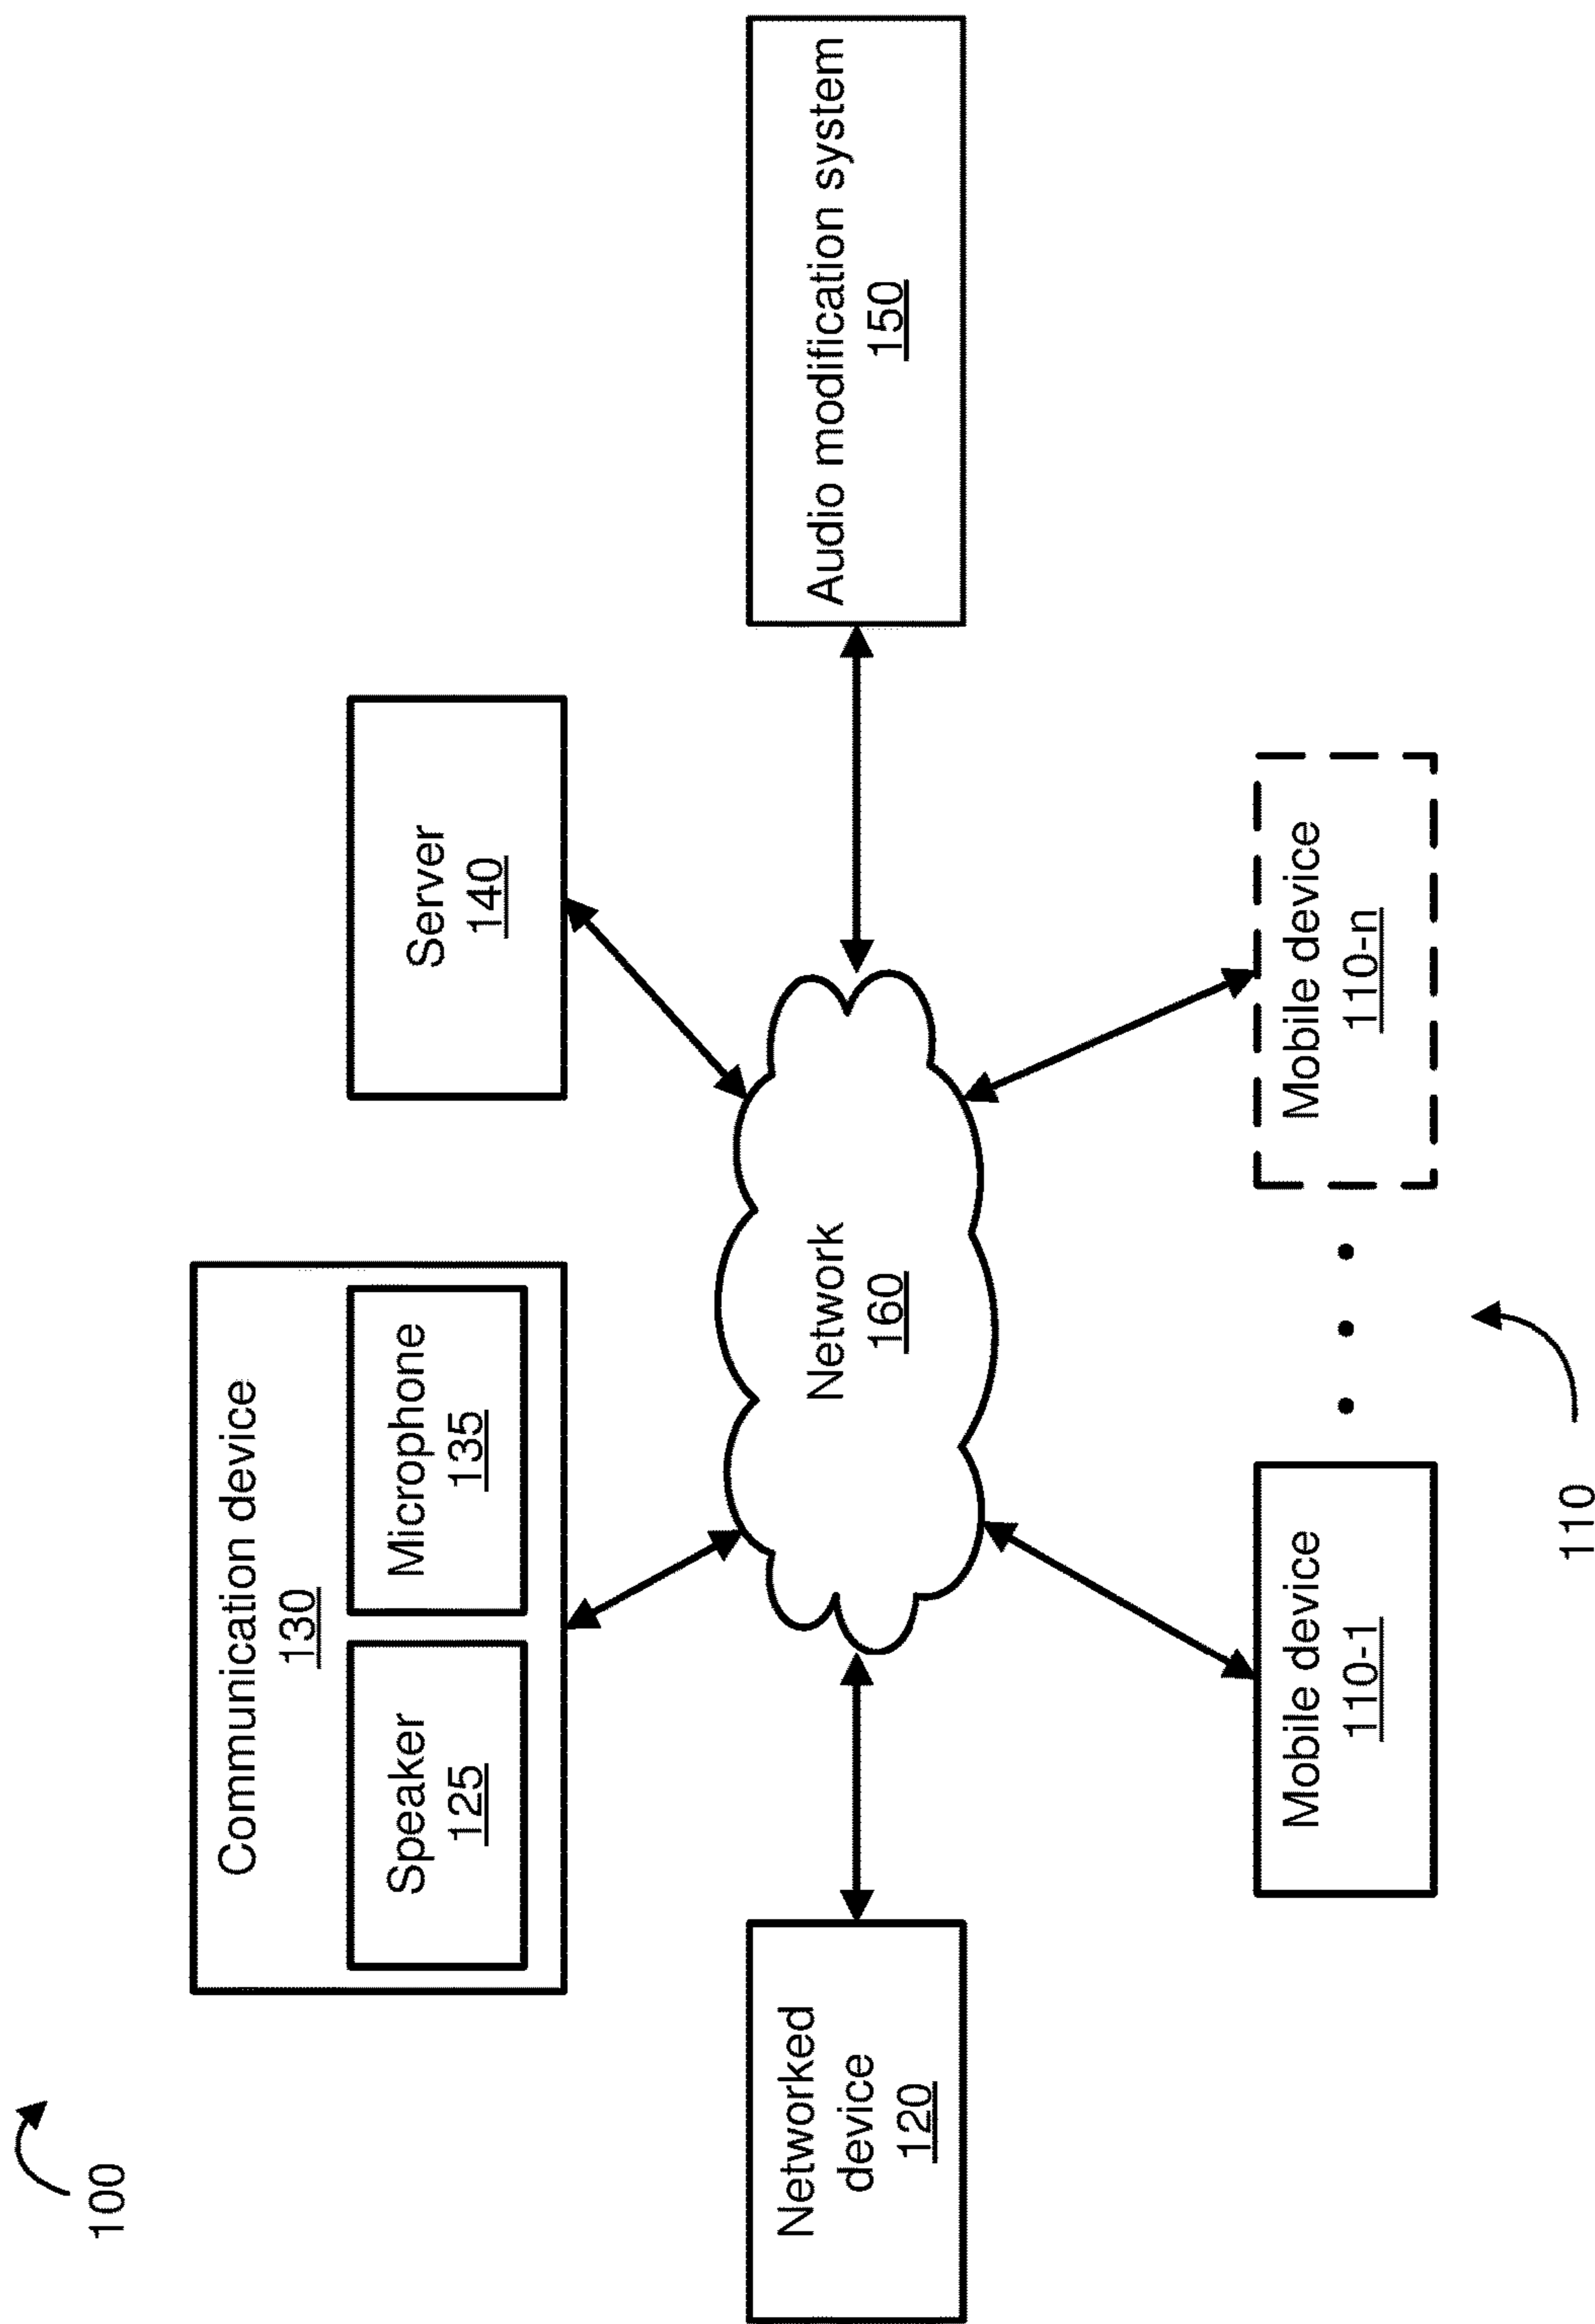 100
Communication device
130
Speaker
125
Microphone
135
Server
140
Networked
device
120
Network
160
Audio modification system
150
Mobile device
110-1
Mobile device
110-n
110